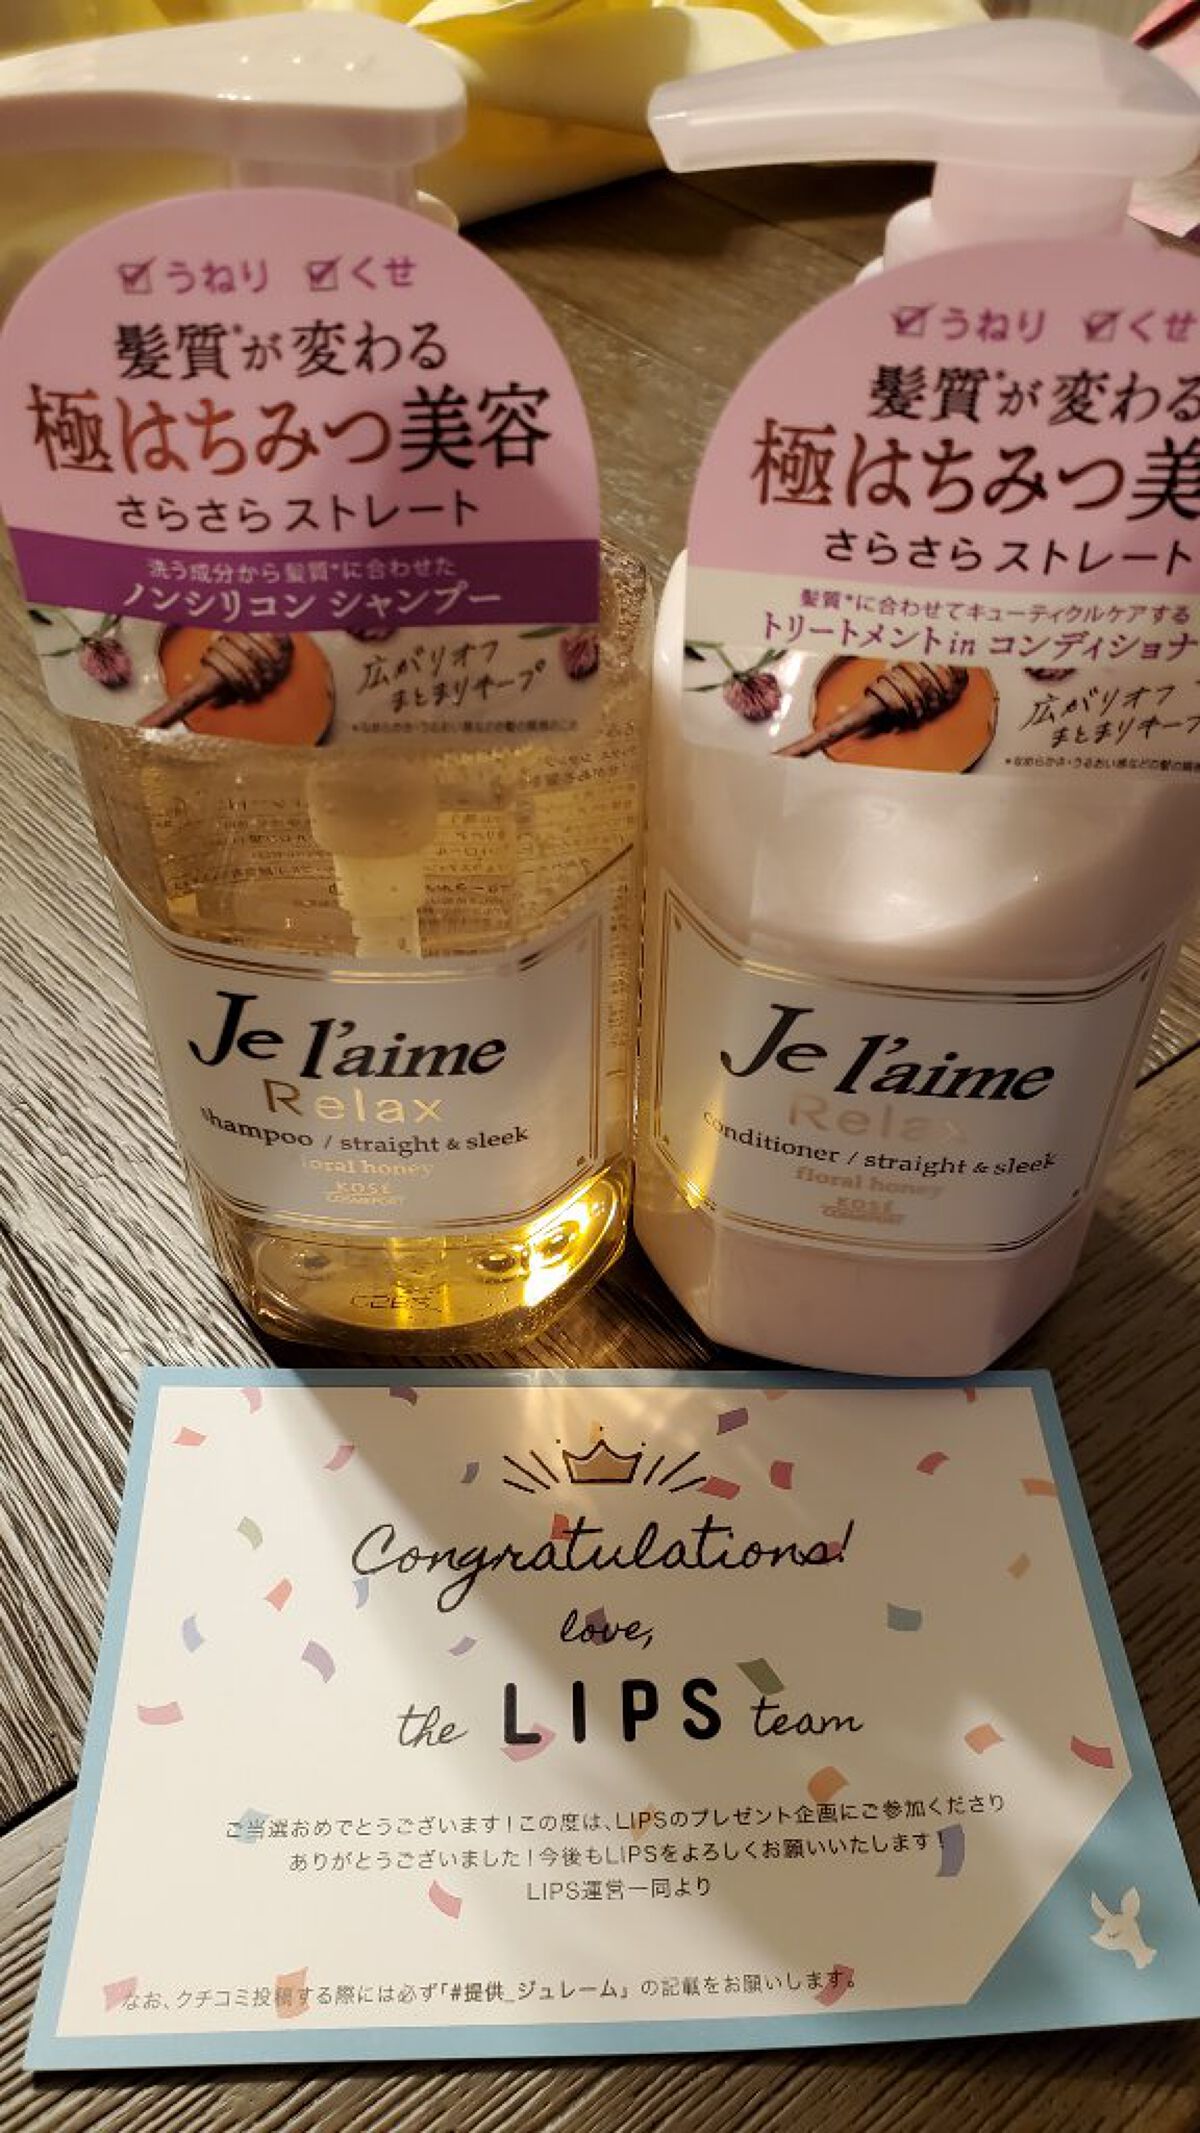 うねり くせ
髪質*が変わる
極はちみつ美容
さらさらストレート
洗う成分から髪質*に合わせた
ノンシリコン シャンプー
広がりオフ
まとまりキープ
Je l'aime
Relax
shampoo / straight & sleek
floral honey
KOSÉ
COSMEPORT
うねり くせ
髪質*が変わる
極はちみつ美
さらさらストレート
髪質*に合わせてキューティクルケアする
トリートメントin コンディショナ
広がりオフ
まとまりキープ
Je l'aime
Relax
conditioner / straight & sleek
floral honey
KOSÉ
COSMEPORT
Congratulations!
love,
the LIPS team
ご当選おめでとうございます！この度は、LIPSのプレゼント企画にご参加くださり
ありがとうございました！今後もLIPSをよろしくお願いいたします！
LIPS運営一同より
なお、クチコミ投稿する際には必ず「#提供_ジュレーム」の記載をお願いします。